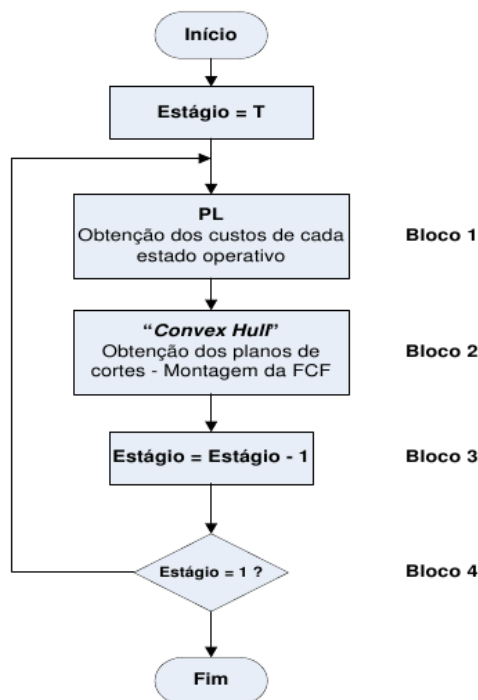 Início
Estágio = T
PL
Obtenção dos custos de cada
estado operativo
Bloco 1
“Convex Hull”
Obtenção dos planos de
cortes - Montagem da FCF
Bloco 2
Estágio = Estágio - 1
Bloco 3
Estágio = 1 ?
Bloco 4
Fim